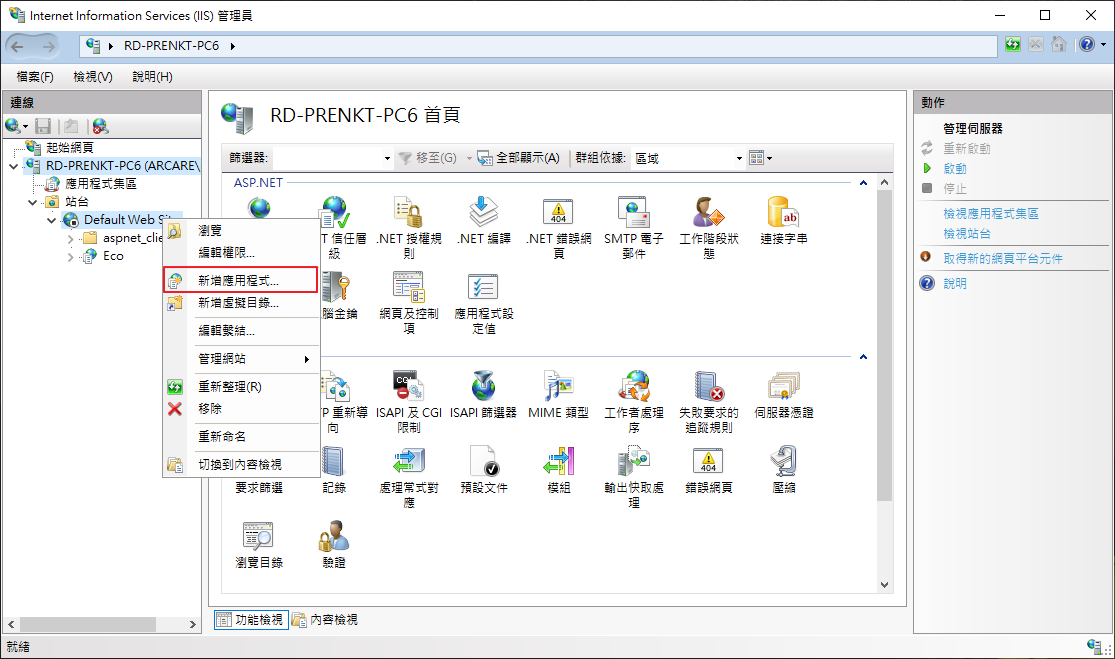 Internet Information Services (IIS) 管理員
RD-PRENKT-PC6
檔案(F) 檢視(V) 說明(H)
連線
起始網頁
RD-PRENKT-PC6 (ARCARE\
應用程式集區
站台
Default Web Si
aspnet_clie
Eco
瀏覽
編輯權限...
新增應用程式...
新增虛擬目錄...
編輯繫結...
管理網站
重新整理(R)
移除
重新命名
切換到內容檢視
RD-PRENKT-PC6 首頁
篩選器: 移至(G) 全部顯示(A) 群組依據: 區域
ASP.NET
T 信任層級
.NET 授權規則
.NET 編譯
.NET 錯誤網頁
SMTP 電子郵件
工作階段狀態
連接字串
腦金鑰
網頁及控制項
應用程式設定值
TP 重新導向
ISAPI 及 CGI 限制
ISAPI 篩選器
MIME 類型
工作者處理序
失敗要求的追蹤規則
伺服器憑證
要求篩選
記錄
處理常式對應
預設文件
模組
輸出快取處理
錯誤網頁
壓縮
瀏覽目錄
驗證
功能檢視 內容檢視
動作
管理伺服器
重新啟動
啟動
停止
檢視應用程式集區
檢視站台
取得新的網頁平台元件
說明
就緒